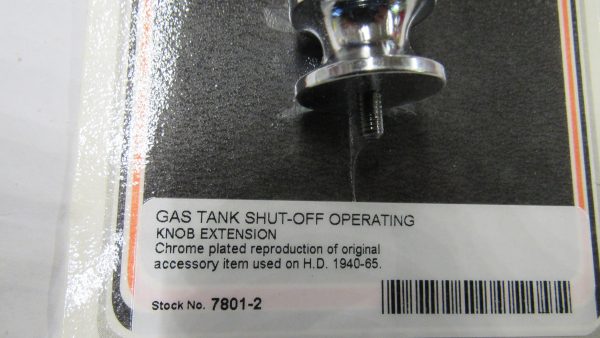 GAS TANK SHUT-OFF OPERATING
KNOB EXTENSION
Chrome plated reproduction of original
accessory item used on H.D. 1940-65.
Stock No. 7801-2